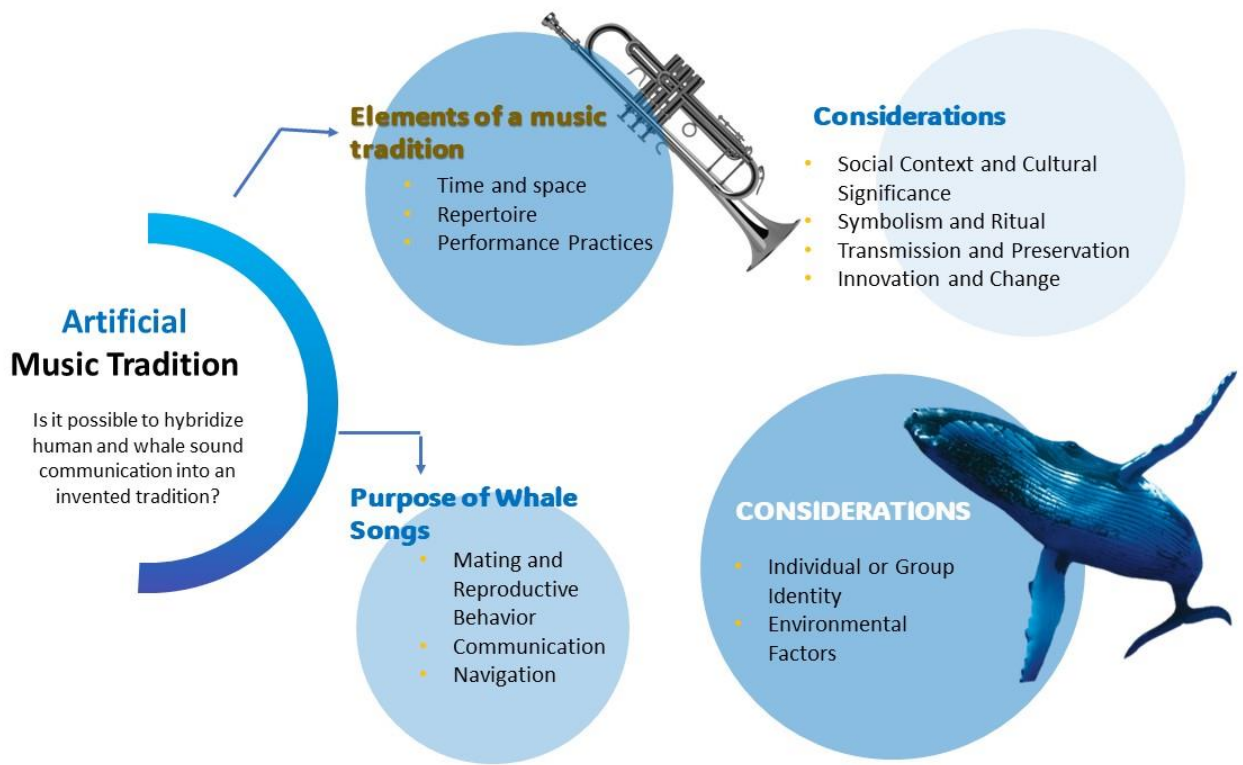 Artificial
Music Tradition
Is it possible to hybridize
human and whale sound
communication into an
invented tradition?
Elements of a music
tradition
• Time and space
• Repertoire
• Performance Practices
Considerations
• Social Context and Cultural
Significance
• Symbolism and Ritual
• Transmission and Preservation
• Innovation and Change
Purpose of Whale
Songs
• Mating and
Reproductive
Behavior
• Communication
• Navigation
CONSIDERATIONS
• Individual or Group
Identity
• Environmental
Factors